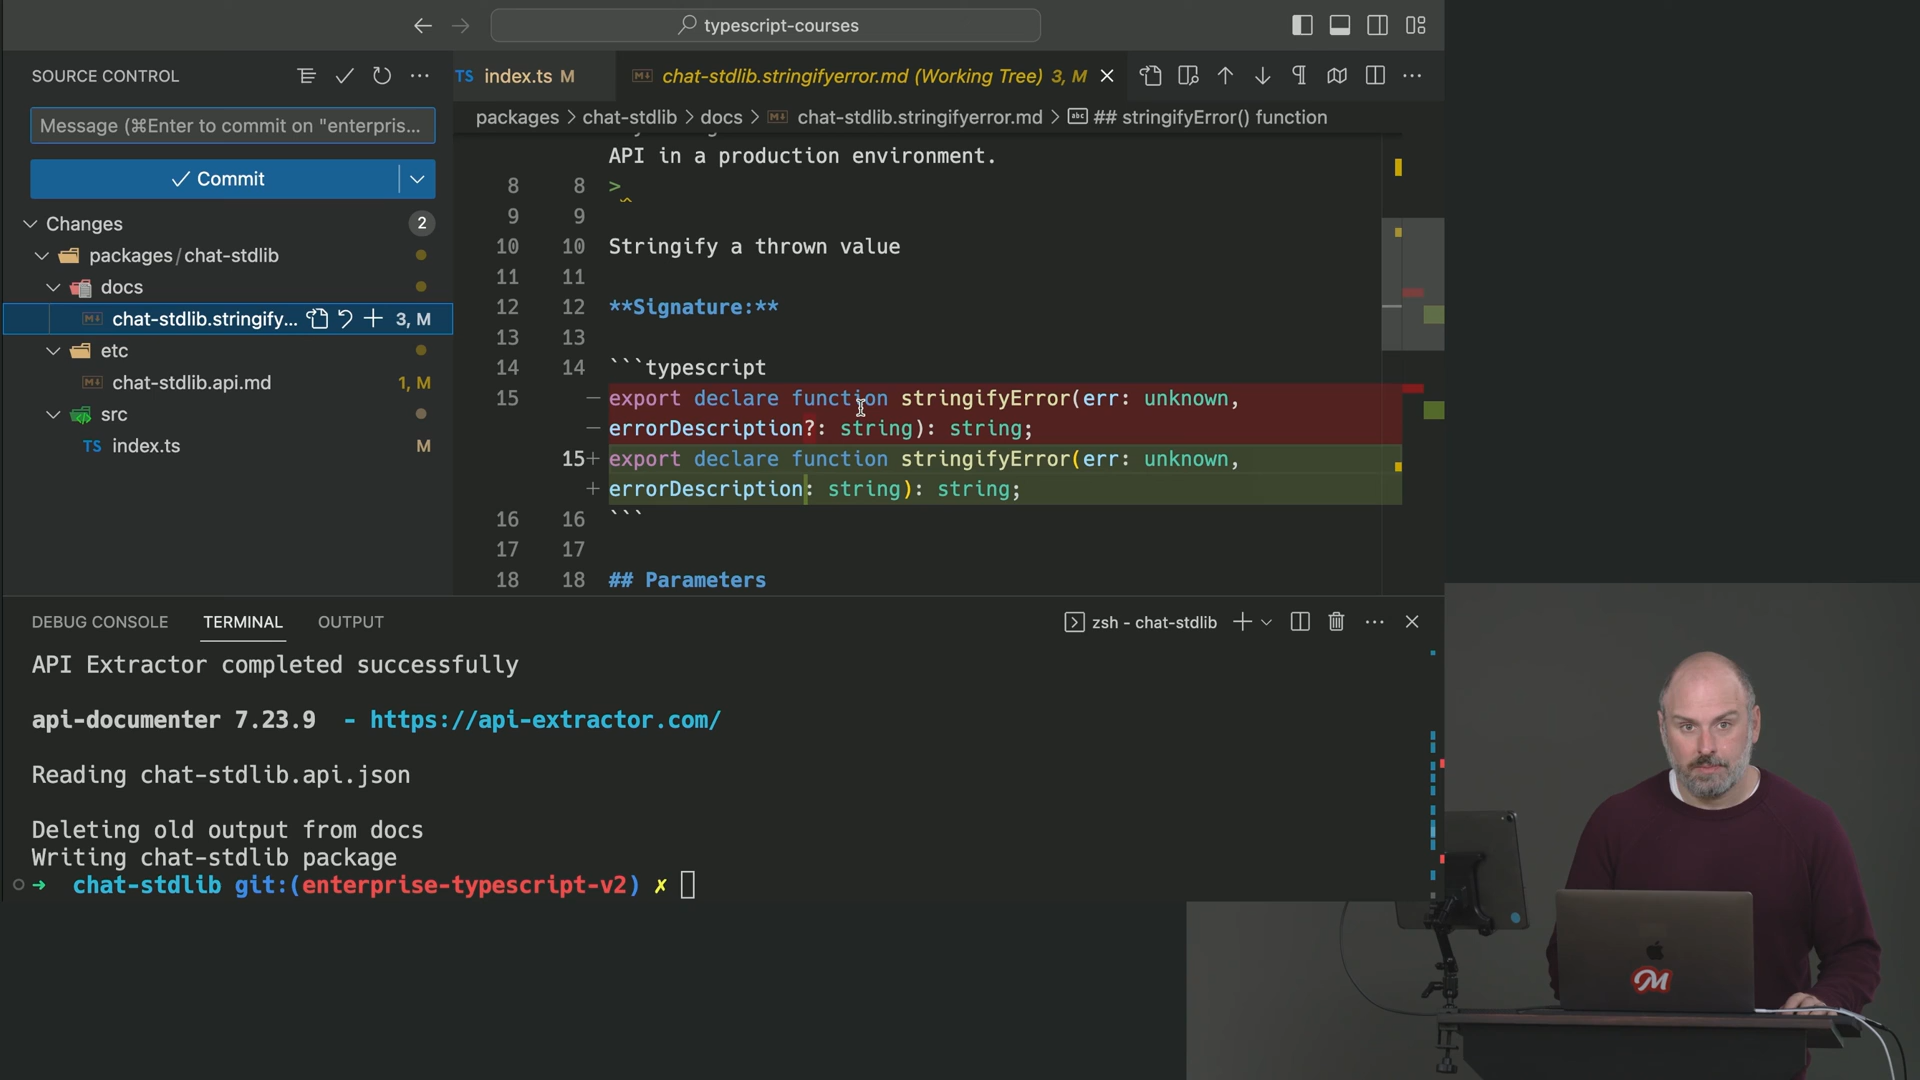 typescript-courses
SOURCE CONTROL
TS index.ts M
chat-stdlib.stringifyerror.md (Working Tree) 3, M
Message (⌘Enter to commit on "enterpris...
packages > chat-stdlib > docs > chat-stdlib.stringifyerror.md > abc ## stringifyError() function
API in a production environment.
Commit
8 8 >
Changes 2
9 9
packages/chat-stdlib
10 10 Stringify a thrown value
11 11
docs
12 12 **Signature:**
chat-stdlib.stringify... 3, M
13 13
etc
14 14 ```typescript
chat-stdlib.api.md 1, M
15 — export declare function stringifyError(err: unknown,
src
— errorDescription?: string): string;
TS index.ts M
15+ export declare function stringifyError(err: unknown,
+ errorDescription: string): string;
16 16 ```
17 17
18 18 ## Parameters
DEBUG CONSOLE TERMINAL OUTPUT
zsh - chat-stdlib
API Extractor completed successfully
api-documenter 7.23.9 - https://api-extractor.com/
Reading chat-stdlib.api.json
Deleting old output from docs
Writing chat-stdlib package
→ chat-stdlib git:(enterprise-typescript-v2) ✗
M